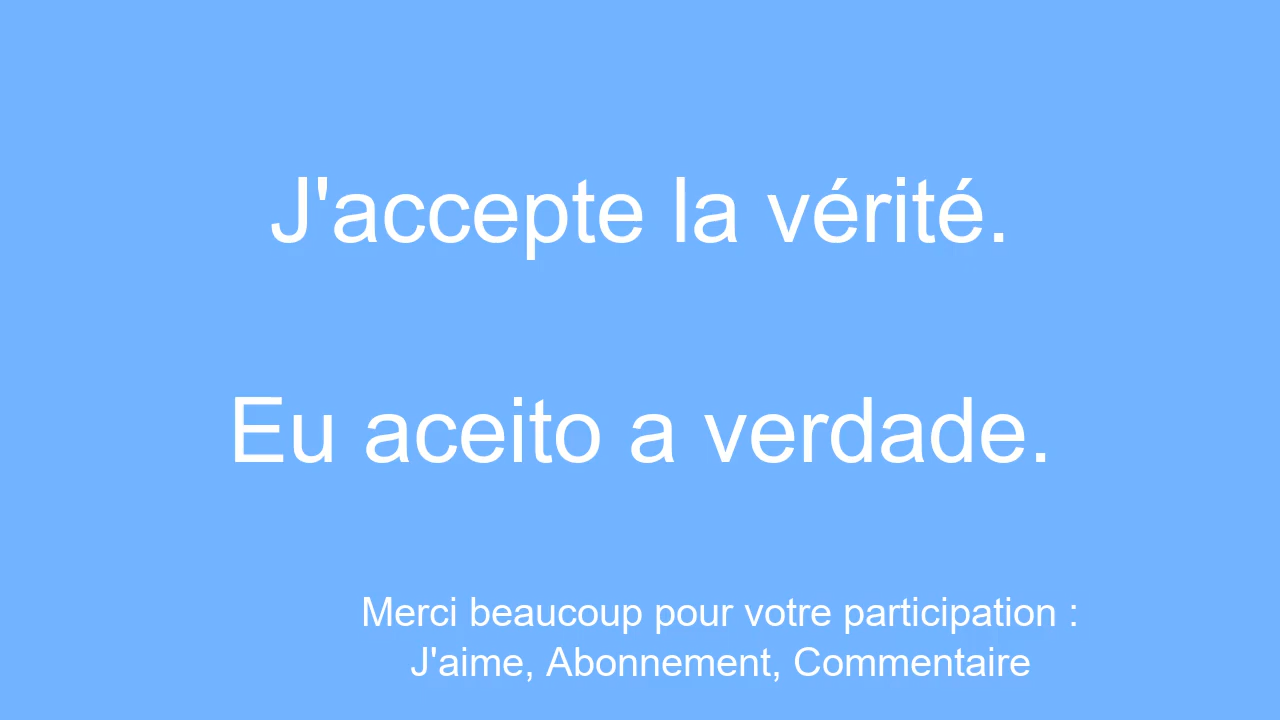 J'accepte la vérité.
Eu aceito a verdade.
Merci beaucoup pour votre participation :
J'aime, Abonnement, Commentaire